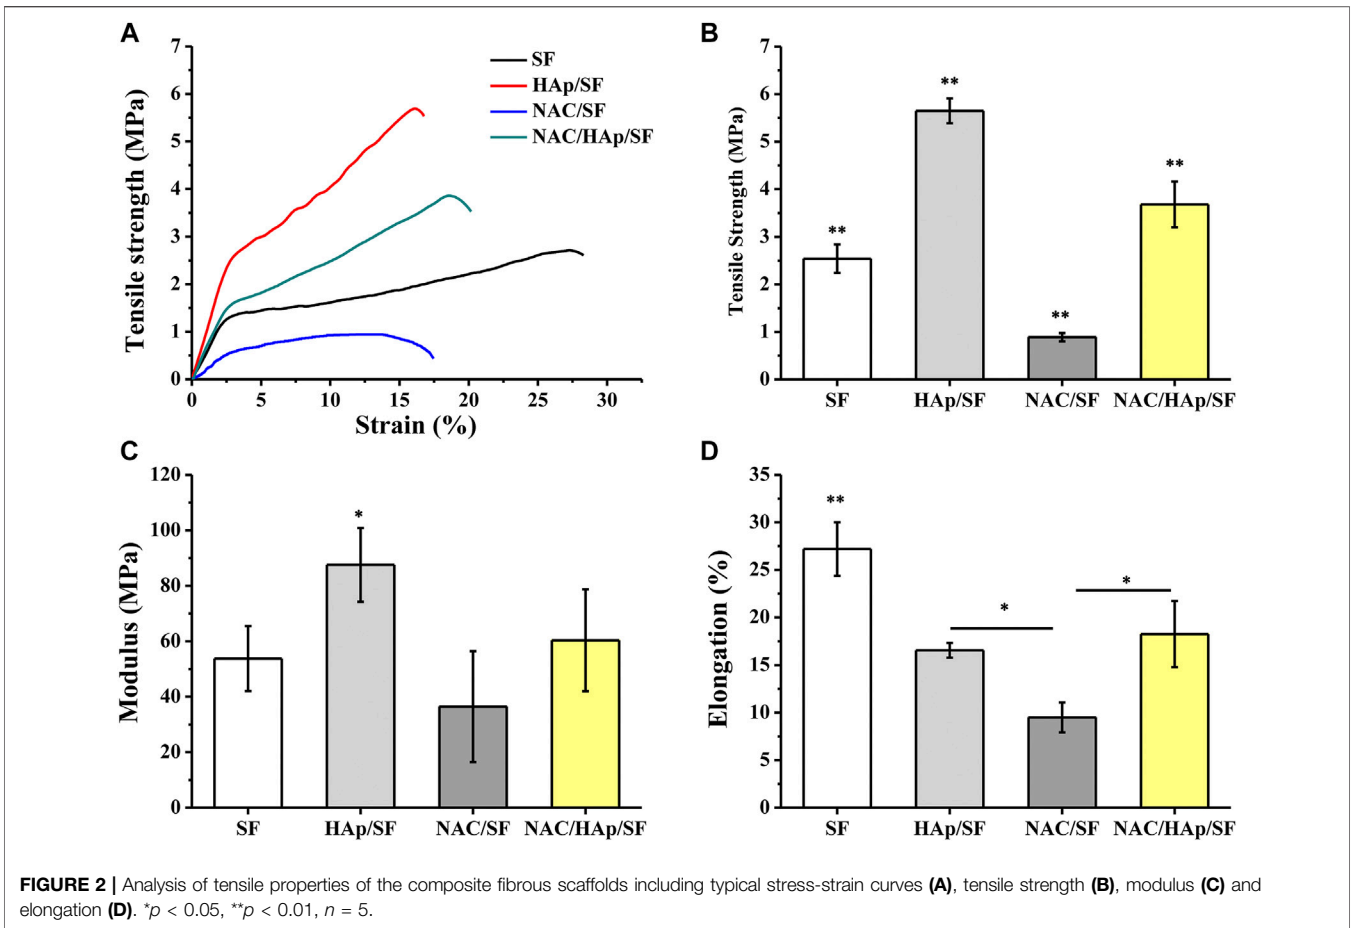 A
7
6
5
4
3
2
1
0
Tensile strength (MPa)
SF
HAp/SF
NAC/SF
NAC/HAp/SF
0 5 10 15 20 25 30
Strain (%)
B
7
6
5
4
3
2
1
0
Tensile Strength (MPa)
**
**
**
**
SF HAp/SF NAC/SF NAC/HAp/SF
C
120
100
80
60
40
20
0
Modulus (MPa)
*
SF HAp/SF NAC/SF NAC/HAp/SF
D
35
30
25
20
15
10
5
0
Elongation (%)
**
*
*
SF HAp/SF NAC/SF NAC/HAp/SF
FIGURE 2 | Analysis of tensile properties of the composite fibrous scaffolds including typical stress-strain curves (A), tensile strength (B), modulus (C) and
elongation (D). *p < 0.05, **p < 0.01, n = 5.